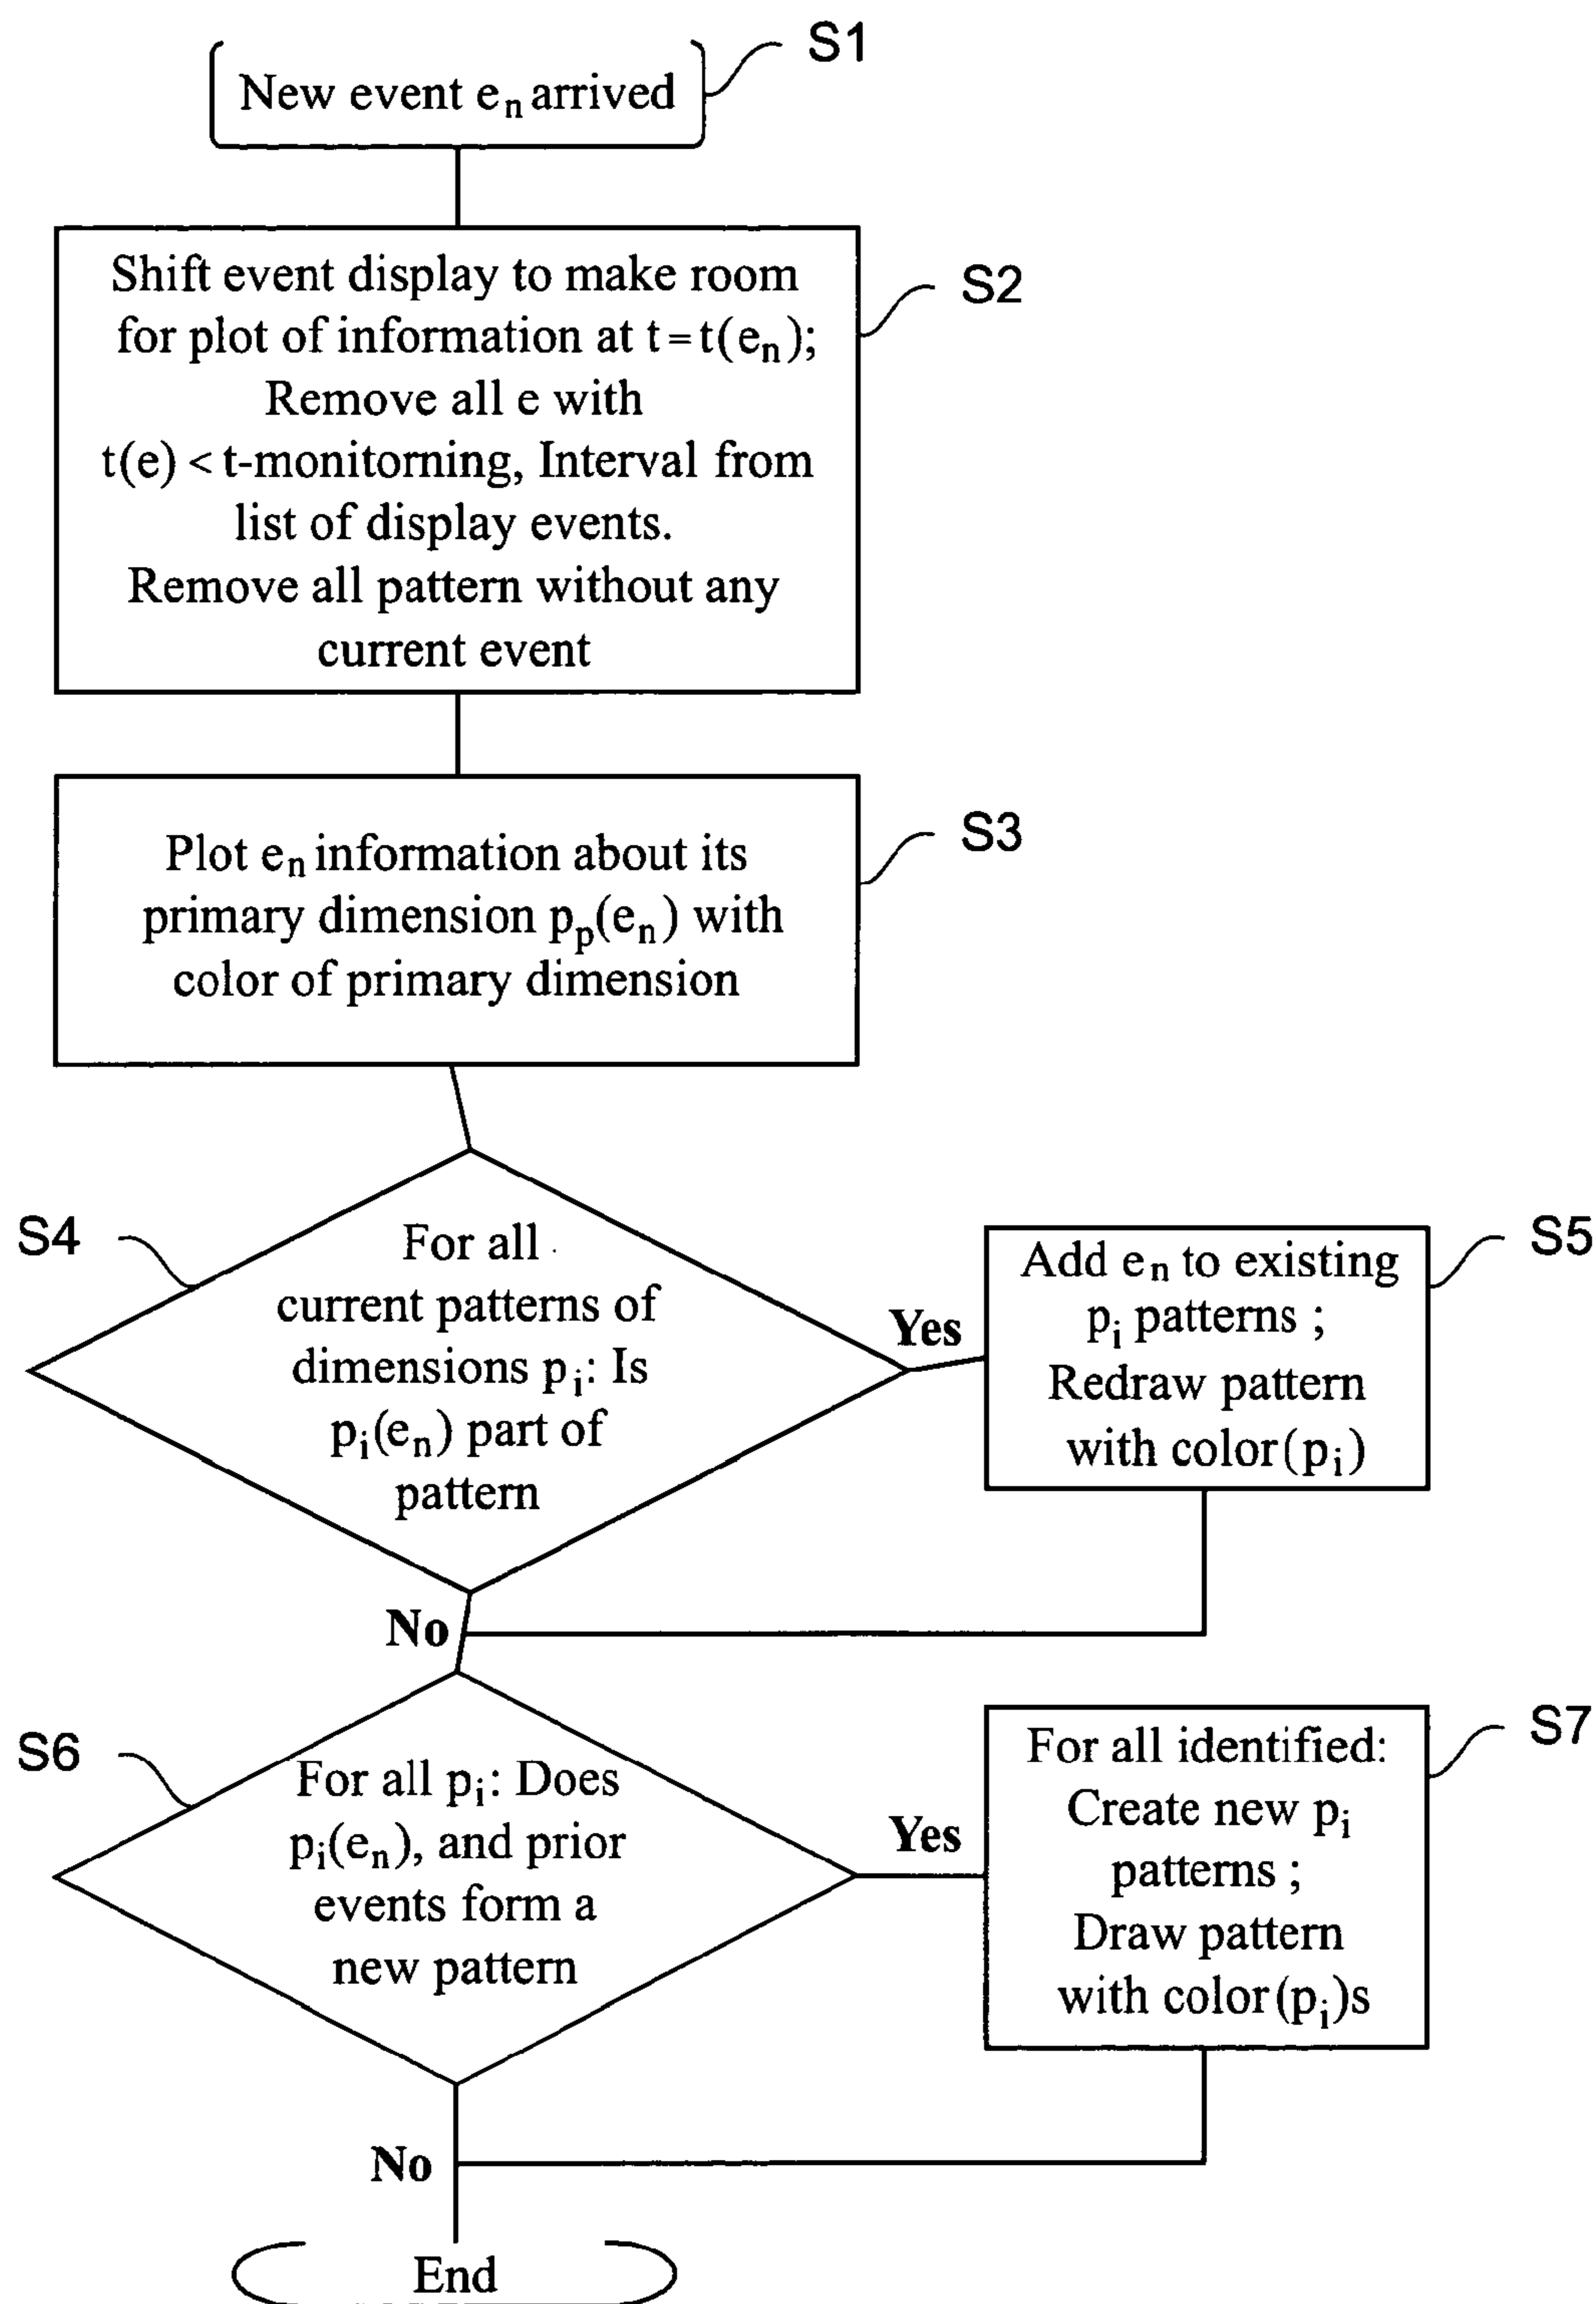 S1
New event en arrived
Shift event display to make room
for plot of information at t=t(en);
Remove all e with
t(e) < t-monitorning, Interval from
list of display events.
Remove all pattern without any
current event
S2
Plot en information about its
primary dimension pp(en) with
color of primary dimension
S3
S4
For all
current patterns of
dimensions pi: Is
pi(en) part of
pattern
Yes
Add en to existing
pi patterns ;
Redraw pattern
with color(pi)
S5
No
S6
For all pi: Does
pi(en), and prior
events form a
new pattern
Yes
For all identified:
Create new pi
patterns ;
Draw pattern
with color(pi)s
S7
No
End